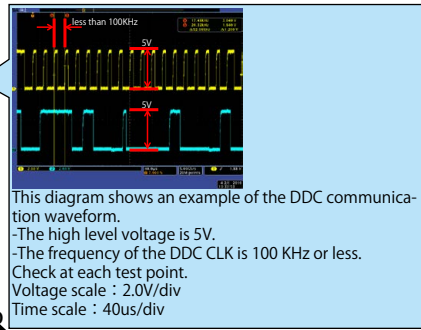 less than 100KHz
5V
5V
This diagram shows an example of the DDC communica-
tion waveform.
-The high level voltage is 5V.
-The frequency of the DDC CLK is 100 KHz or less.
Check at each test point.
Voltage scale：2.0V/div
Time scale：40us/div